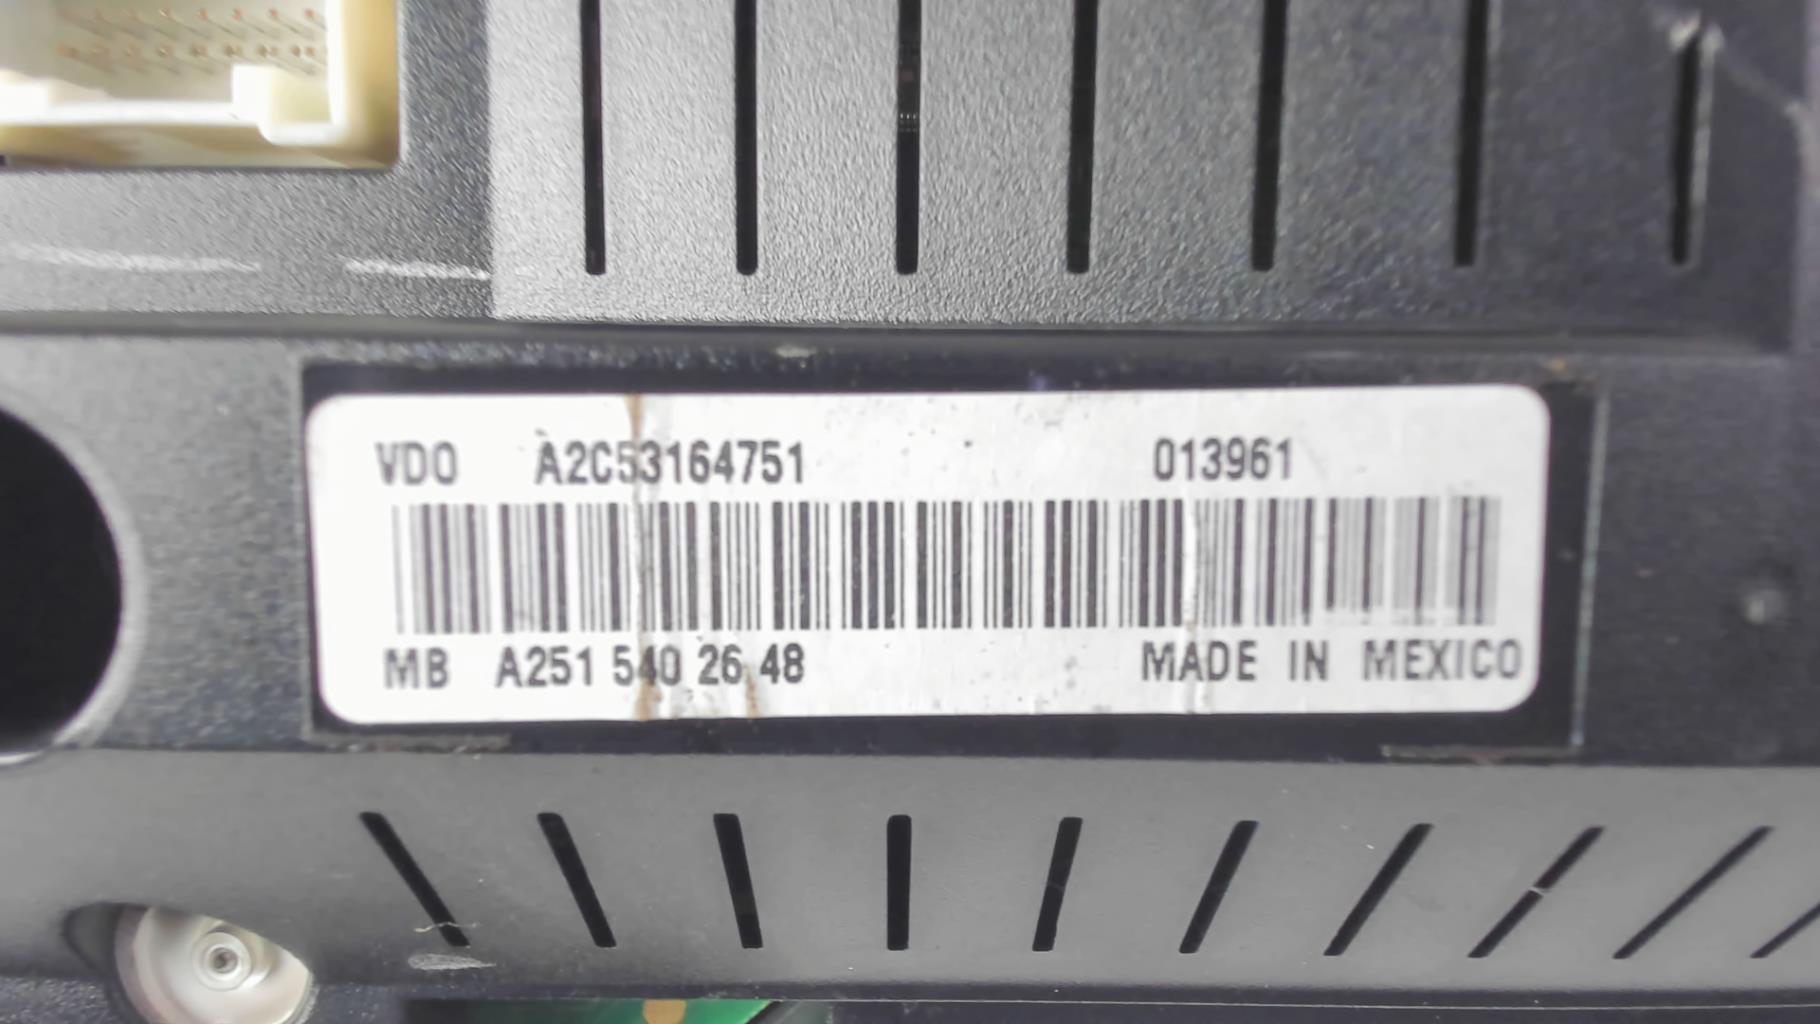 VDO A2C53164751 013961
MB A251 540 26 48 MADE IN MEXICO